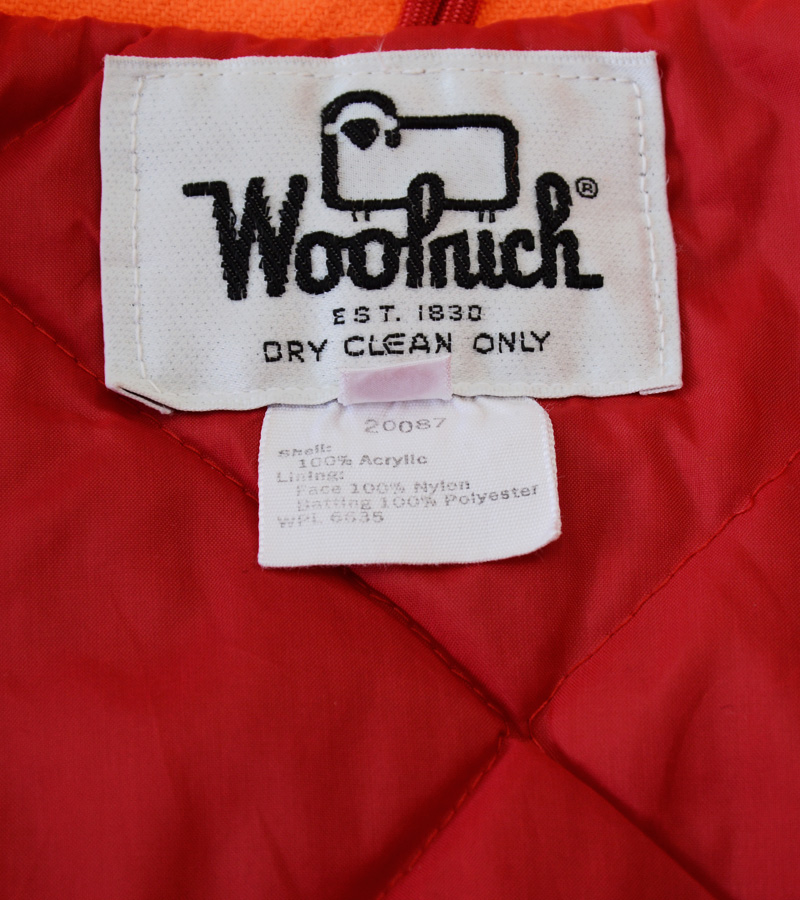 Woolrich®
EST. 1830
DRY CLEAN ONLY
20087
Shell:
100% Acrylic
Lining:
Face 100% Nylon
Batting 100% Polyester
WPL 6635